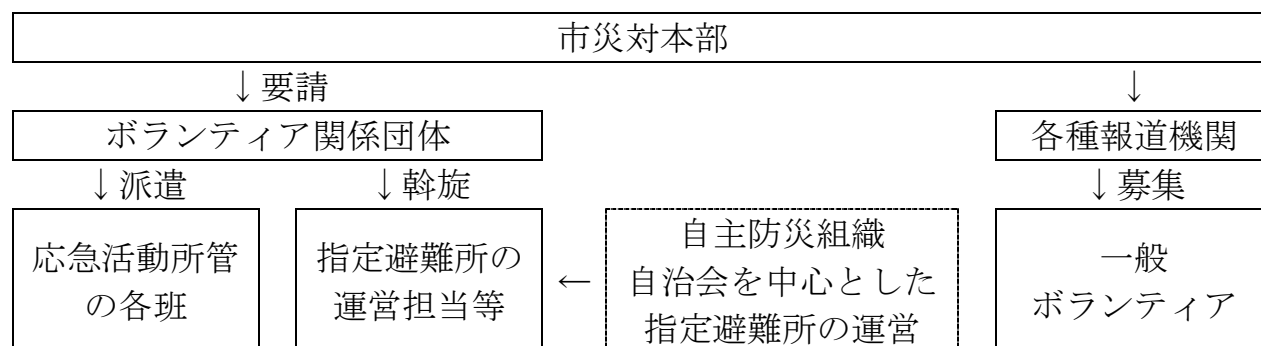 市災対本部
↓要請
↓
ボランティア関係団体
各種報道機関
↓派遣
↓斡旋
↓募集
応急活動所管
の各班
指定避難所の
運営担当等
←
自主防災組織
自治会を中心とした
指定避難所の運営
一般
ボランティア